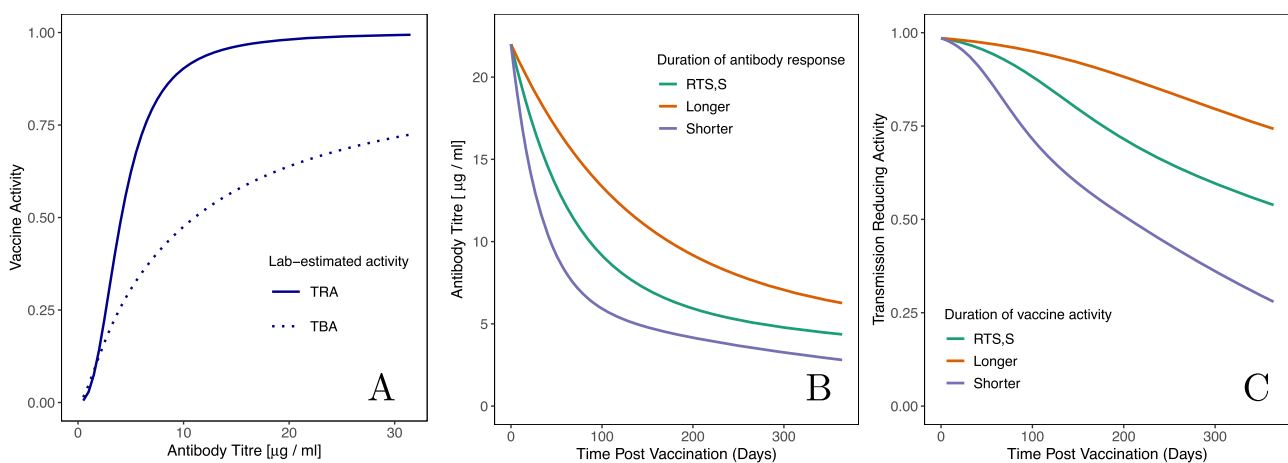 Vaccine Activity
1.00
0.75
0.50
0.25
0.00
0
10
20
30
Antibody Titre [μg / ml]
Lab−estimated activity
TRA
TBA
A
Antibody Titre [ μg / ml]
20
15
10
5
0
0
100
200
300
Time Post Vaccination (Days)
Duration of antibody response
RTS,S
Longer
Shorter
B
Transmission Reducing Activity
1.00
0.75
0.50
0.25
0.00
0
100
200
300
Time Post Vaccination (Days)
Duration of vaccine activity
RTS,S
Longer
Shorter
C